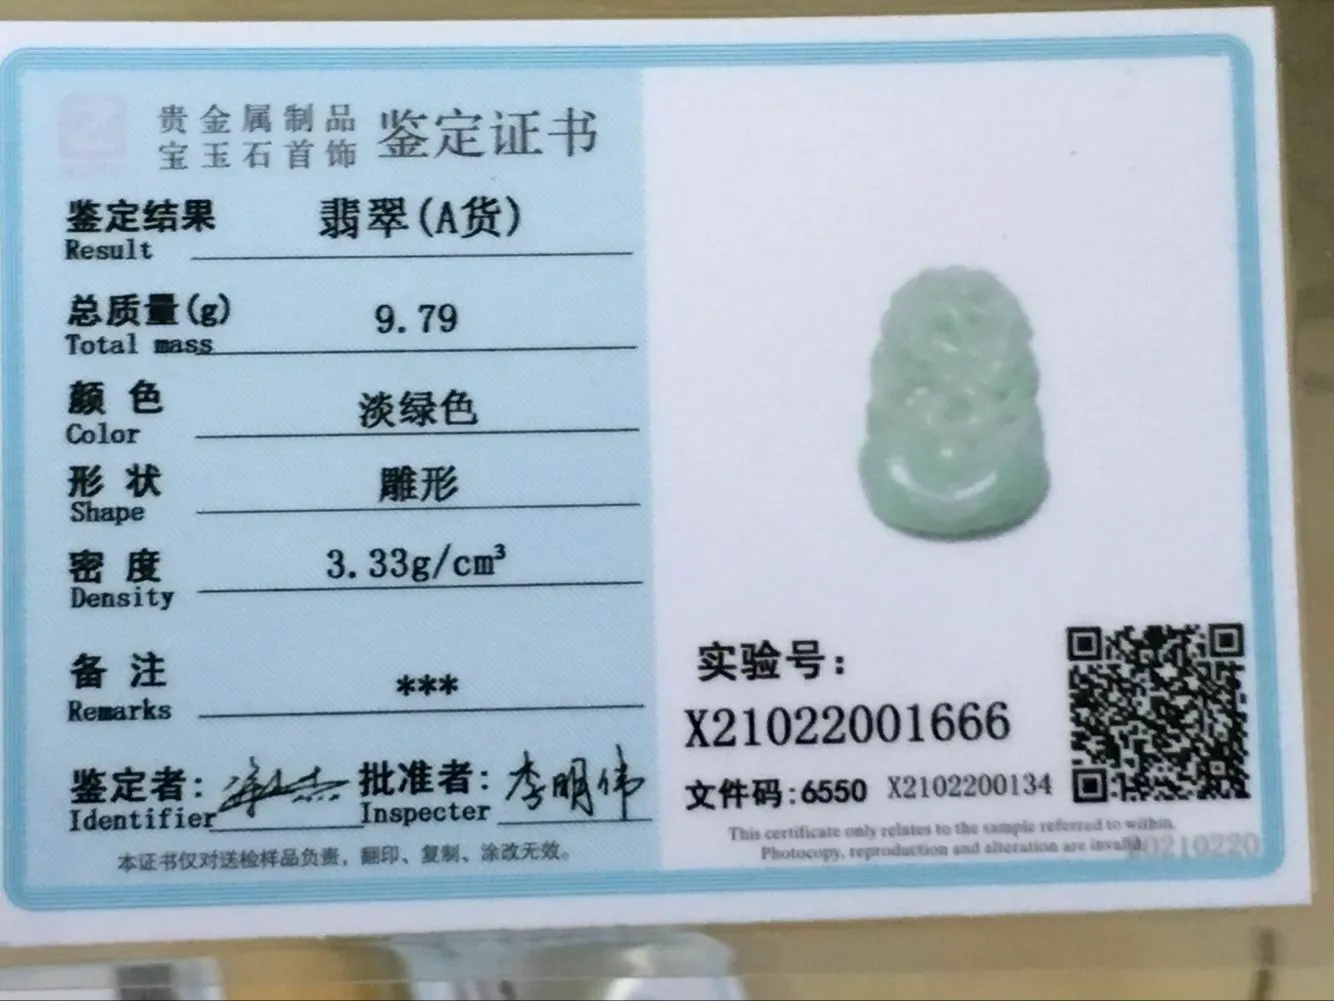 贵金属制品
宝玉石首饰
鉴定证书
鉴定结果 翡翠(A货)
Result
总质量(g) 9.79
Total mass
颜 色 淡绿色
Color
形 状 雕形
Shape
密 度 3.33g/cm³
Density
备 注 ***
Remarks
鉴定者: 批准者: 李明伟
Identifier Inspecter
本证书仅对送检样品负责，翻印、复制、涂改无效。
实验号:
X21022001666
文件码:6550 X2102200134
This certificate only relates to the sample referred to within.
Photocopy, reproduction and alteration are invalid.